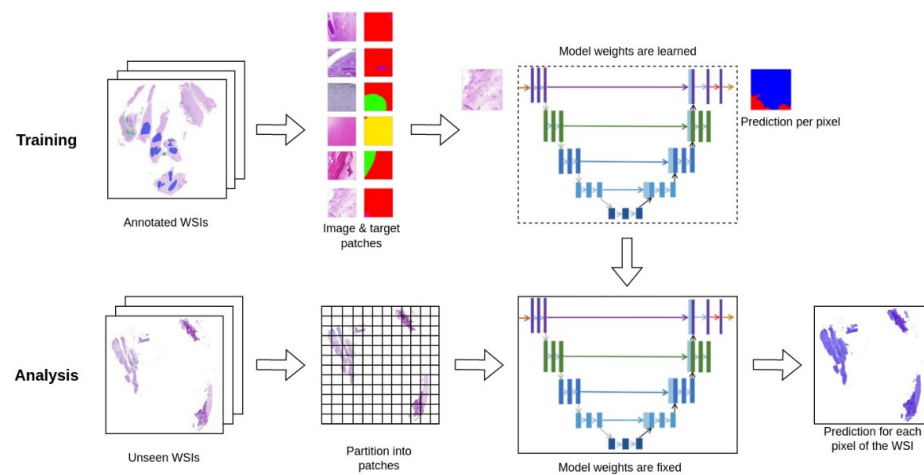 Model weights are learned
Training
Prediction per pixel
Annotated WSIs
Image & target
patches
Analysis
Unseen WSIs
Partition into
patches
Model weights are fixed
Prediction for each
pixel of the WSI